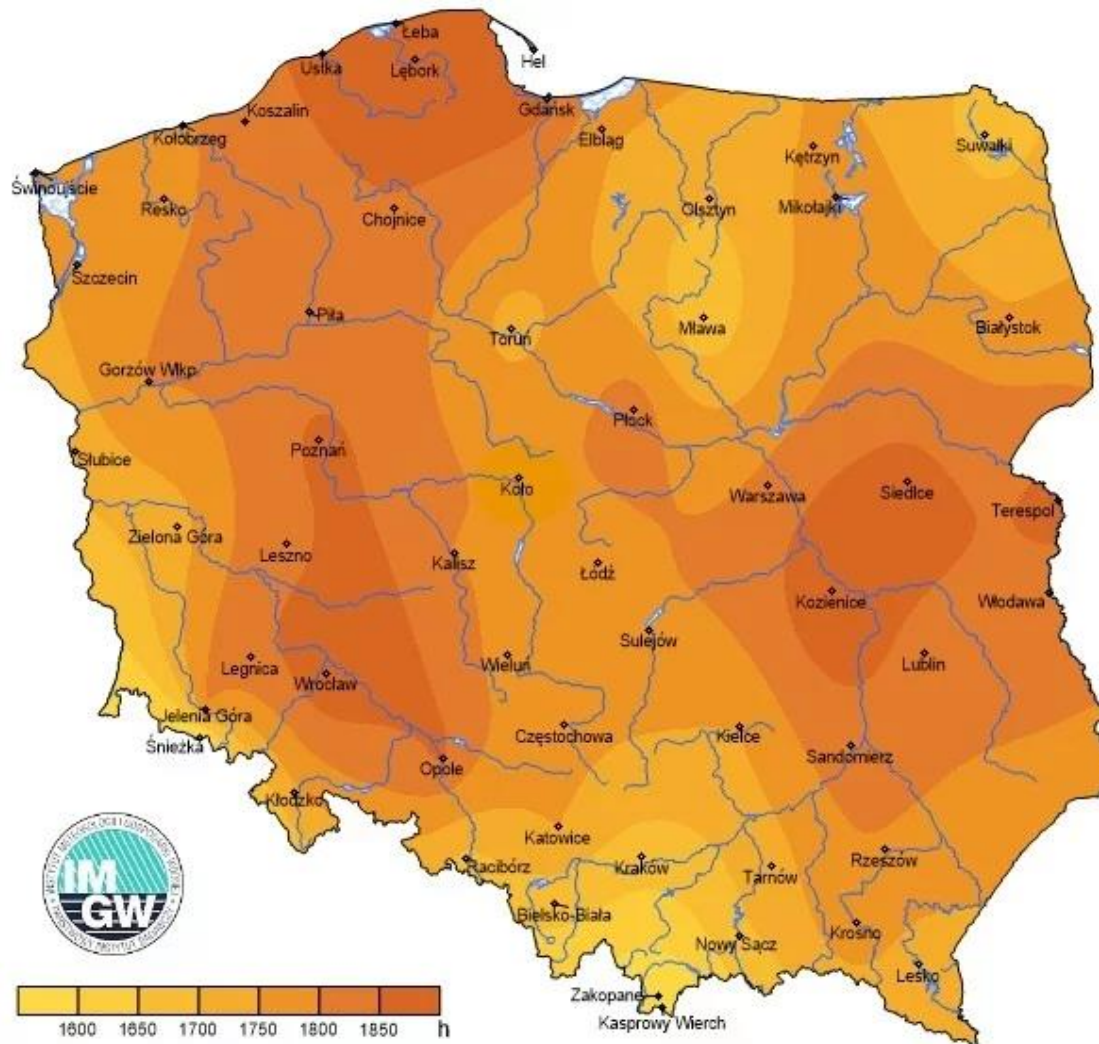 Łeba
Hel
Ustka
Lębork
Gdańsk
Koszalin
Kołobrzeg
Elbląg
Suwałki
Kętrzyn
Świnoujście
Resko
Chojnice
Olsztyn
Mikołajki
Szczecin
Piła
Toruń
Mława
Białystok
Gorzów Wlkp
Płock
Poznań
Słubice
Koło
Warszawa
Siedlce
Terespol
Zielona Góra
Leszno
Kalisz
Łódź
Kozienice
Włodawa
Sulejów
Legnica
Wrocław
Wieluń
Lublin
Jelenia Góra
Śnieżka
Częstochowa
Kielce
Sandomierz
Opole
Kłodzko
Katowice
Racibórz
Kraków
Tarnów
Rzeszów
Bielsko-Biała
Nowy Sącz
Krosno
Lesko
Zakopane
Kasprowy Wierch
IM
GW
1600 1650 1700 1750 1800 1850 h